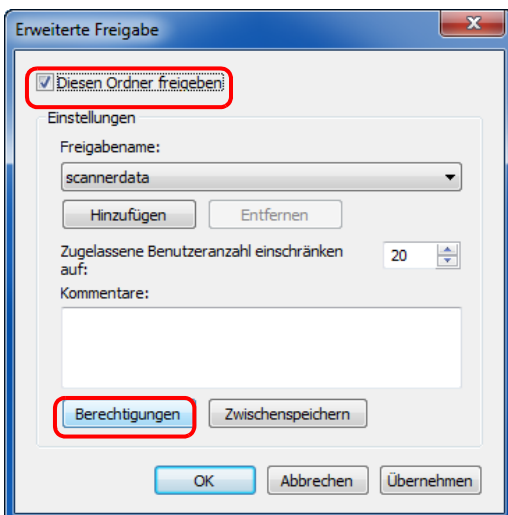 Erweiterte Freigabe
Diesen Ordner freigeben
Einstellungen
Freigabename:
scannerdata
Hinzufügen Entfernen
Zugelassene Benutzeranzahl einschränken
auf: 20
Kommentare:
Berechtigungen Zwischenspeichern
OK Abbrechen Übernehmen